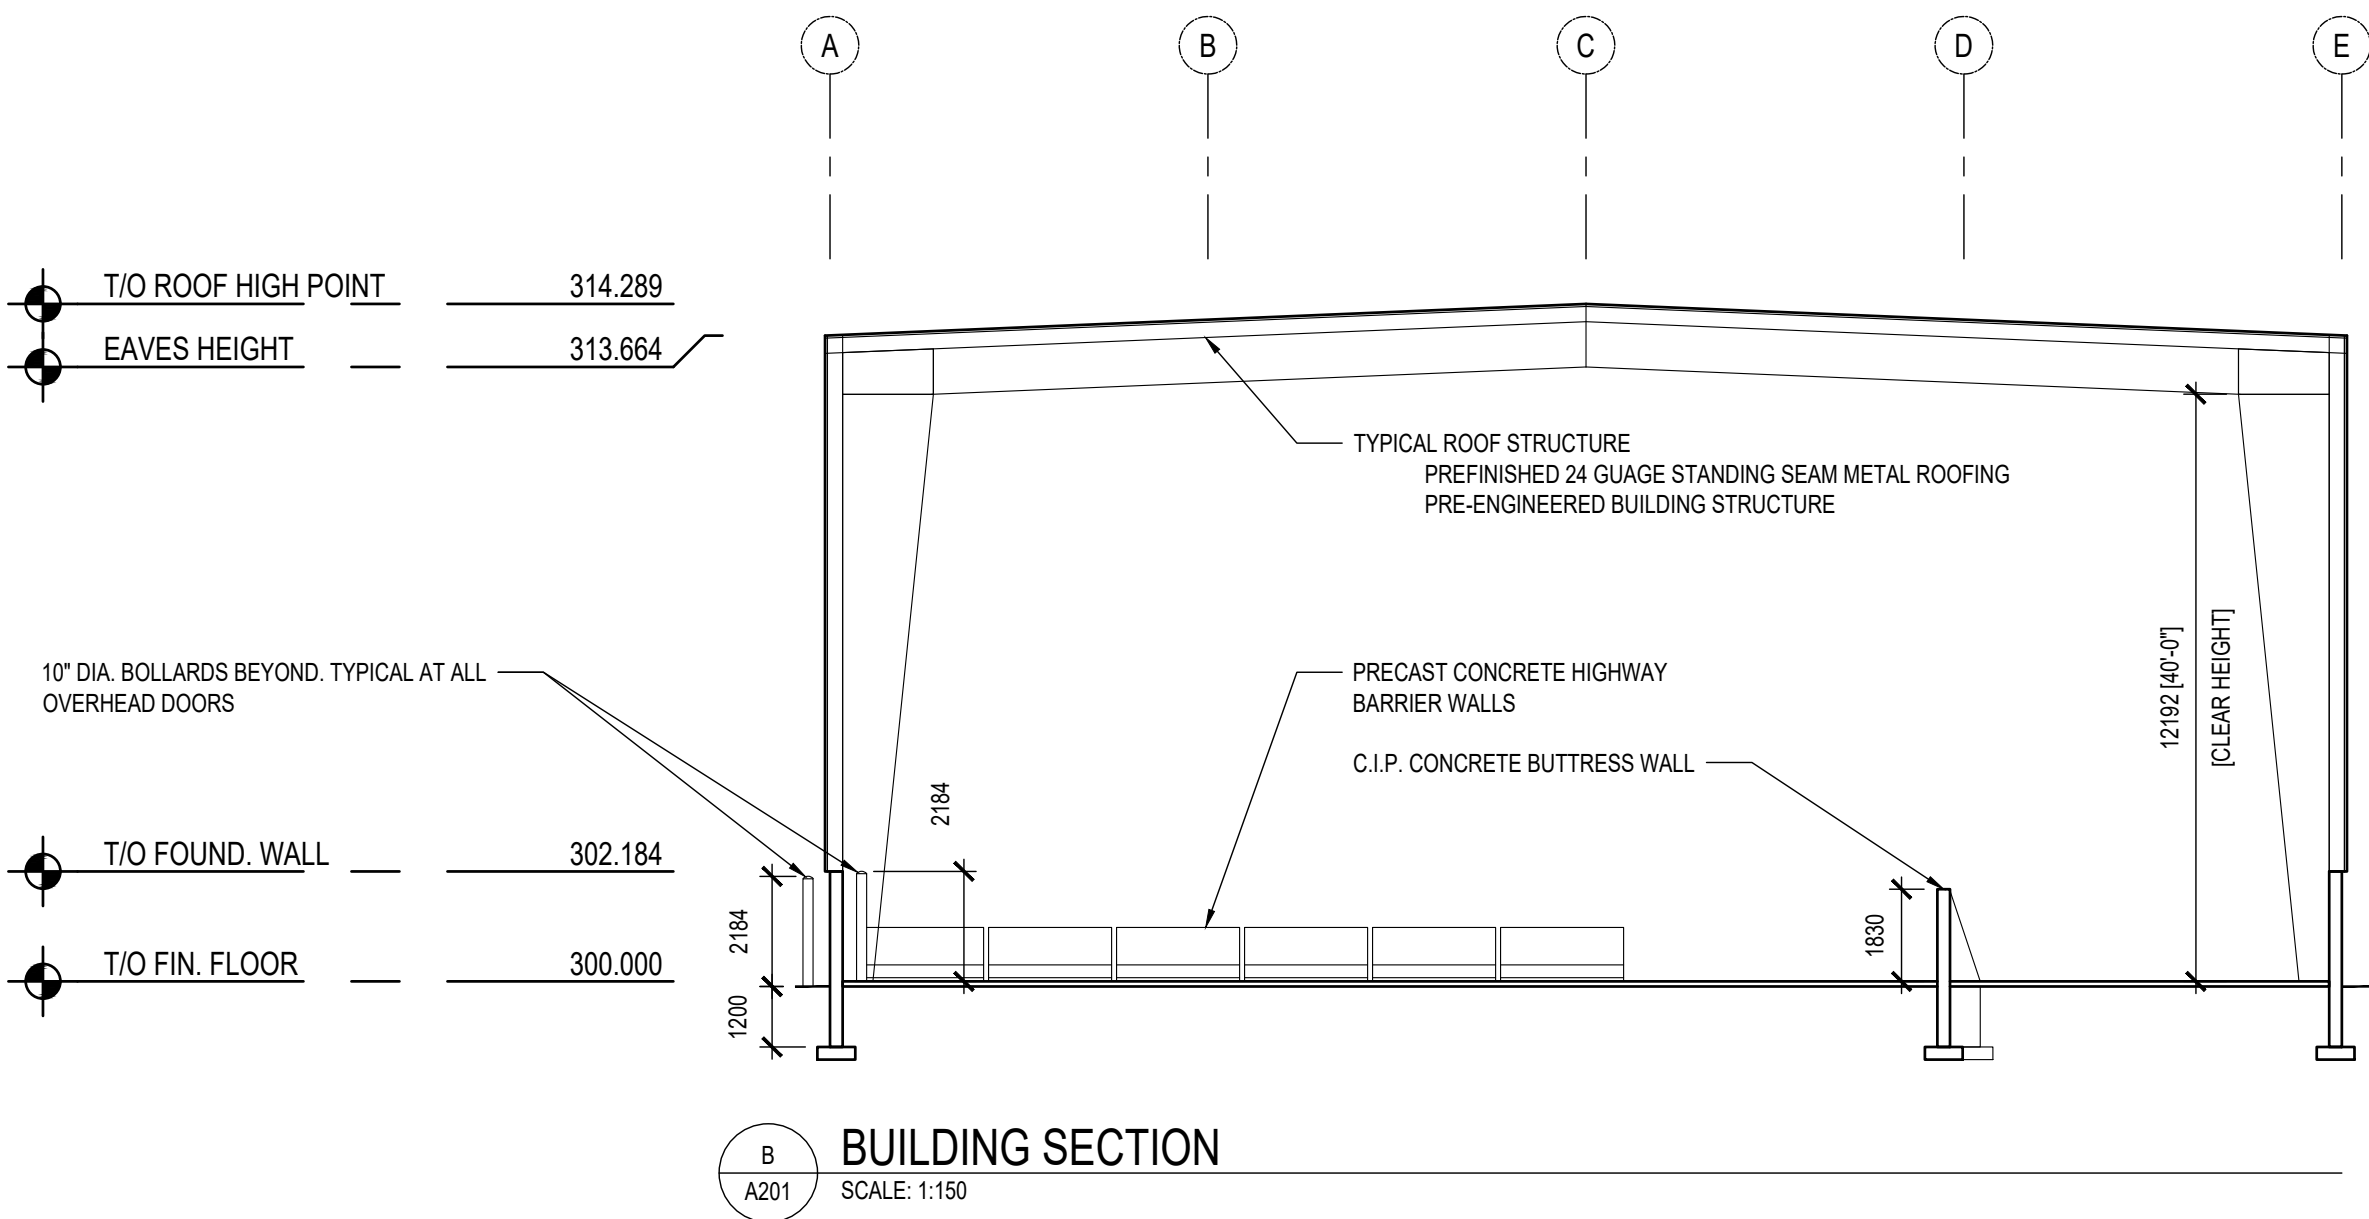 A B C D E
T/O ROOF HIGH POINT 314.289
EAVES HEIGHT 313.664
TYPICAL ROOF STRUCTURE
PREFINISHED 24 GUAGE STANDING SEAM METAL ROOFING
PRE-ENGINEERED BUILDING STRUCTURE
12192 [40'-0"]
[CLEAR HEIGHT]
10" DIA. BOLLARDS BEYOND. TYPICAL AT ALL
OVERHEAD DOORS
PRECAST CONCRETE HIGHWAY
BARRIER WALLS
C.I.P. CONCRETE BUTTRESS WALL
2184
T/O FOUND. WALL 302.184
2184
1830
T/O FIN. FLOOR 300.000
1200
B
A201
BUILDING SECTION
SCALE: 1:150